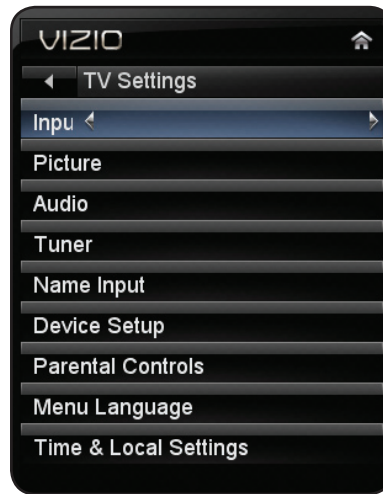 VIZIO
TV Settings
Inpu
Picture
Audio
Tuner
Name Input
Device Setup
Parental Controls
Menu Language
Time & Local Settings